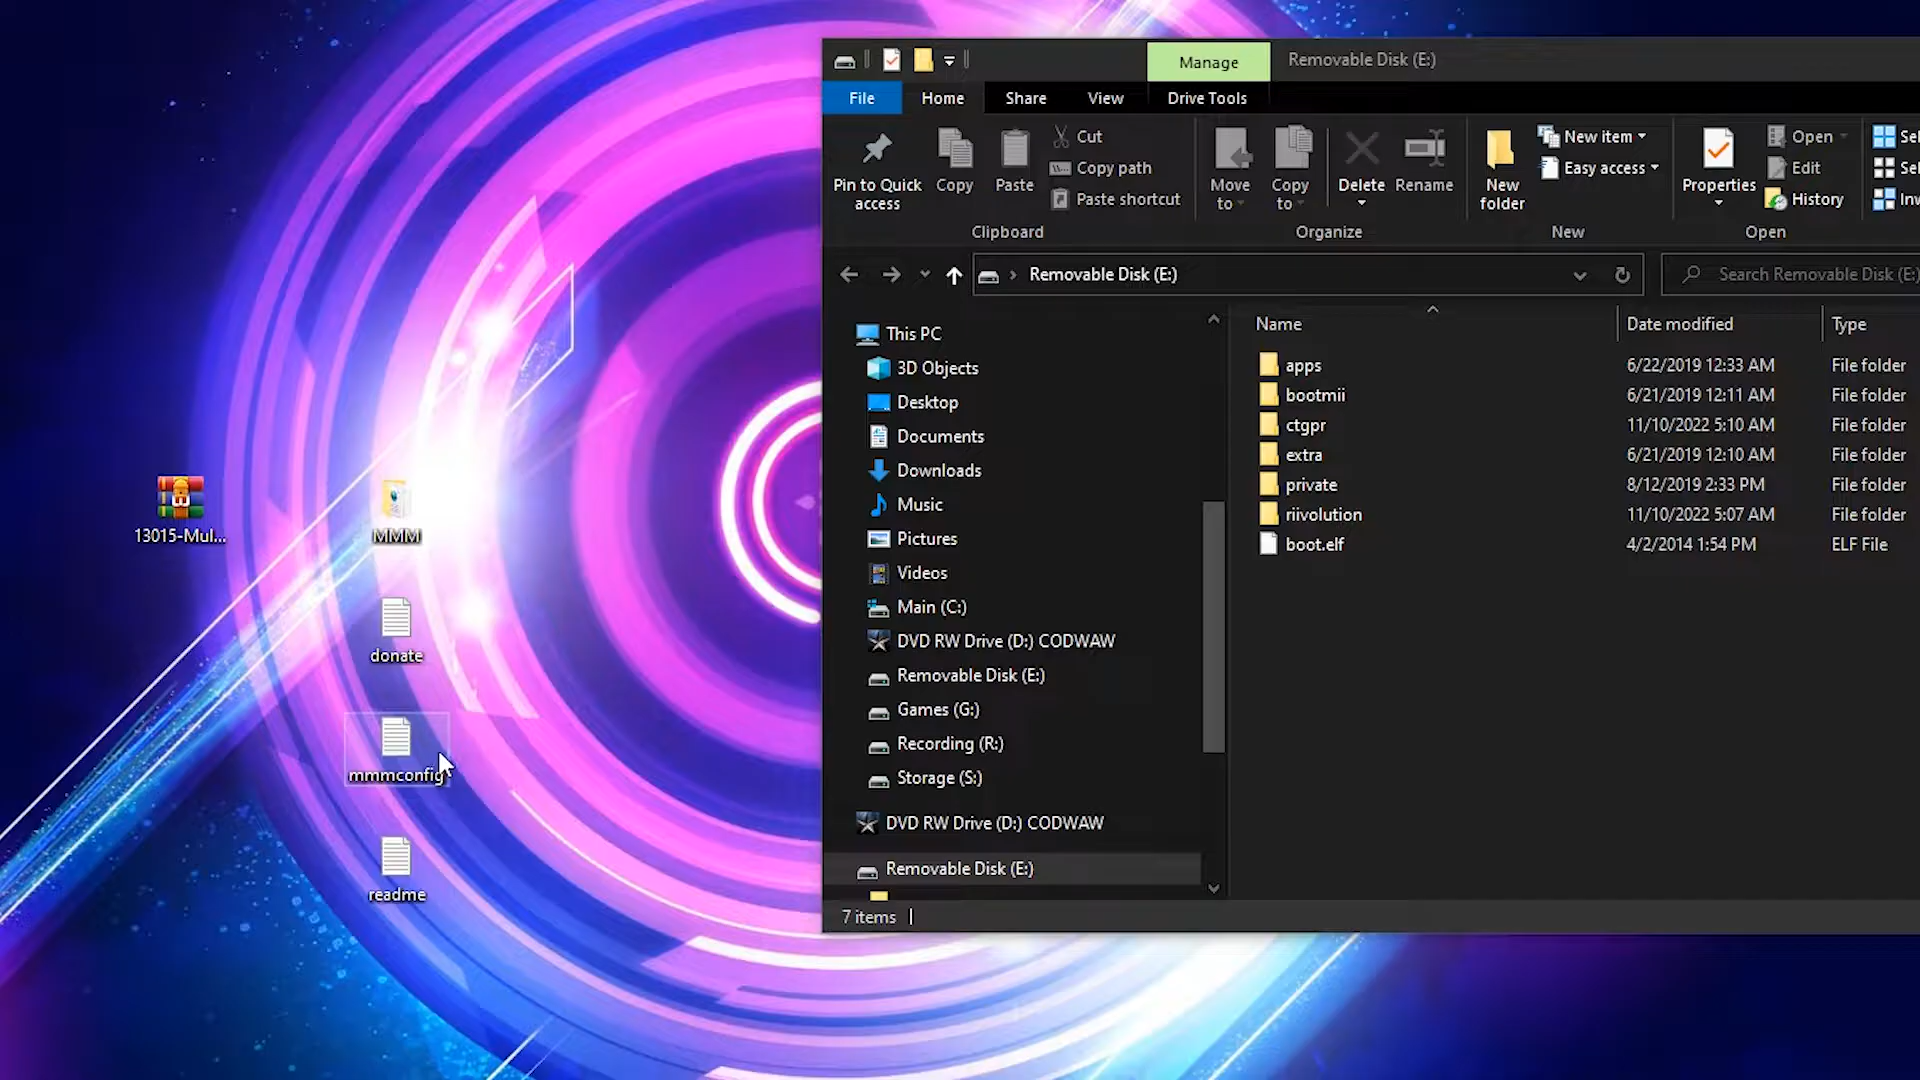 Manage
Removable Disk (E:)
File
Home
Share
View
Drive Tools
Pin to Quick access
Copy
Paste
Cut
Copy path
Paste shortcut
Clipboard
Move to
Copy to
Delete
Rename
Organize
New folder
New item
Easy access
New
Properties
Open
Edit
History
Open
Sel
Sel
Inv
Removable Disk (E:)
Search Removable Disk (E:)
This PC
3D Objects
Desktop
Documents
Downloads
Music
Pictures
Videos
Main (C:)
DVD RW Drive (D:) CODWAW
Removable Disk (E:)
Games (G:)
Recording (R:)
Storage (S:)
DVD RW Drive (D:) CODWAW
Removable Disk (E:)
Name
Date modified
Type
apps 6/22/2019 12:33 AM File folder
bootmii 6/21/2019 12:11 AM File folder
ctgpr 11/10/2022 5:10 AM File folder
extra 6/21/2019 12:10 AM File folder
private 8/12/2019 2:33 PM File folder
riivolution 11/10/2022 5:07 AM File folder
boot.elf 4/2/2014 1:54 PM ELF File
7 items
13015-Mul...
MMM
donate
mmmconfig
readme